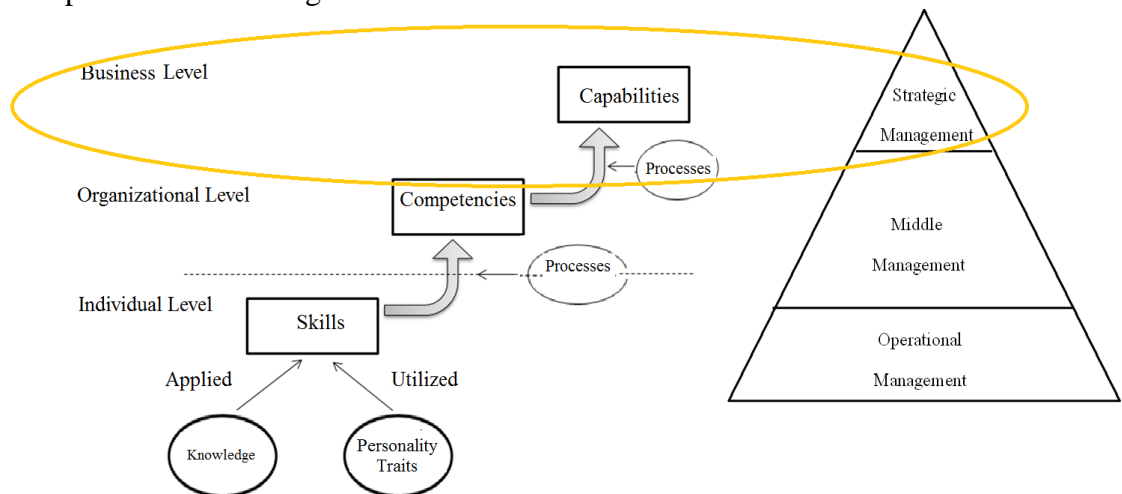 Business Level
Capabilities
Strategic
Management
Processes
Organizational Level
Competencies
Middle
Management
Processes
Individual Level
Skills
Operational
Management
Applied
Utilized
Knowledge
Personality
Traits